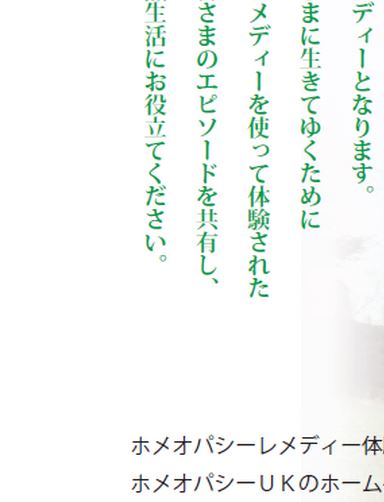 ディーとなります。
まに生きてゆくために
メディーを使って体験された
さまのエピソードを共有し、
生活にお役立てください。
ホメオパシーレメディー体
ホメオパシーＵＫのホーム